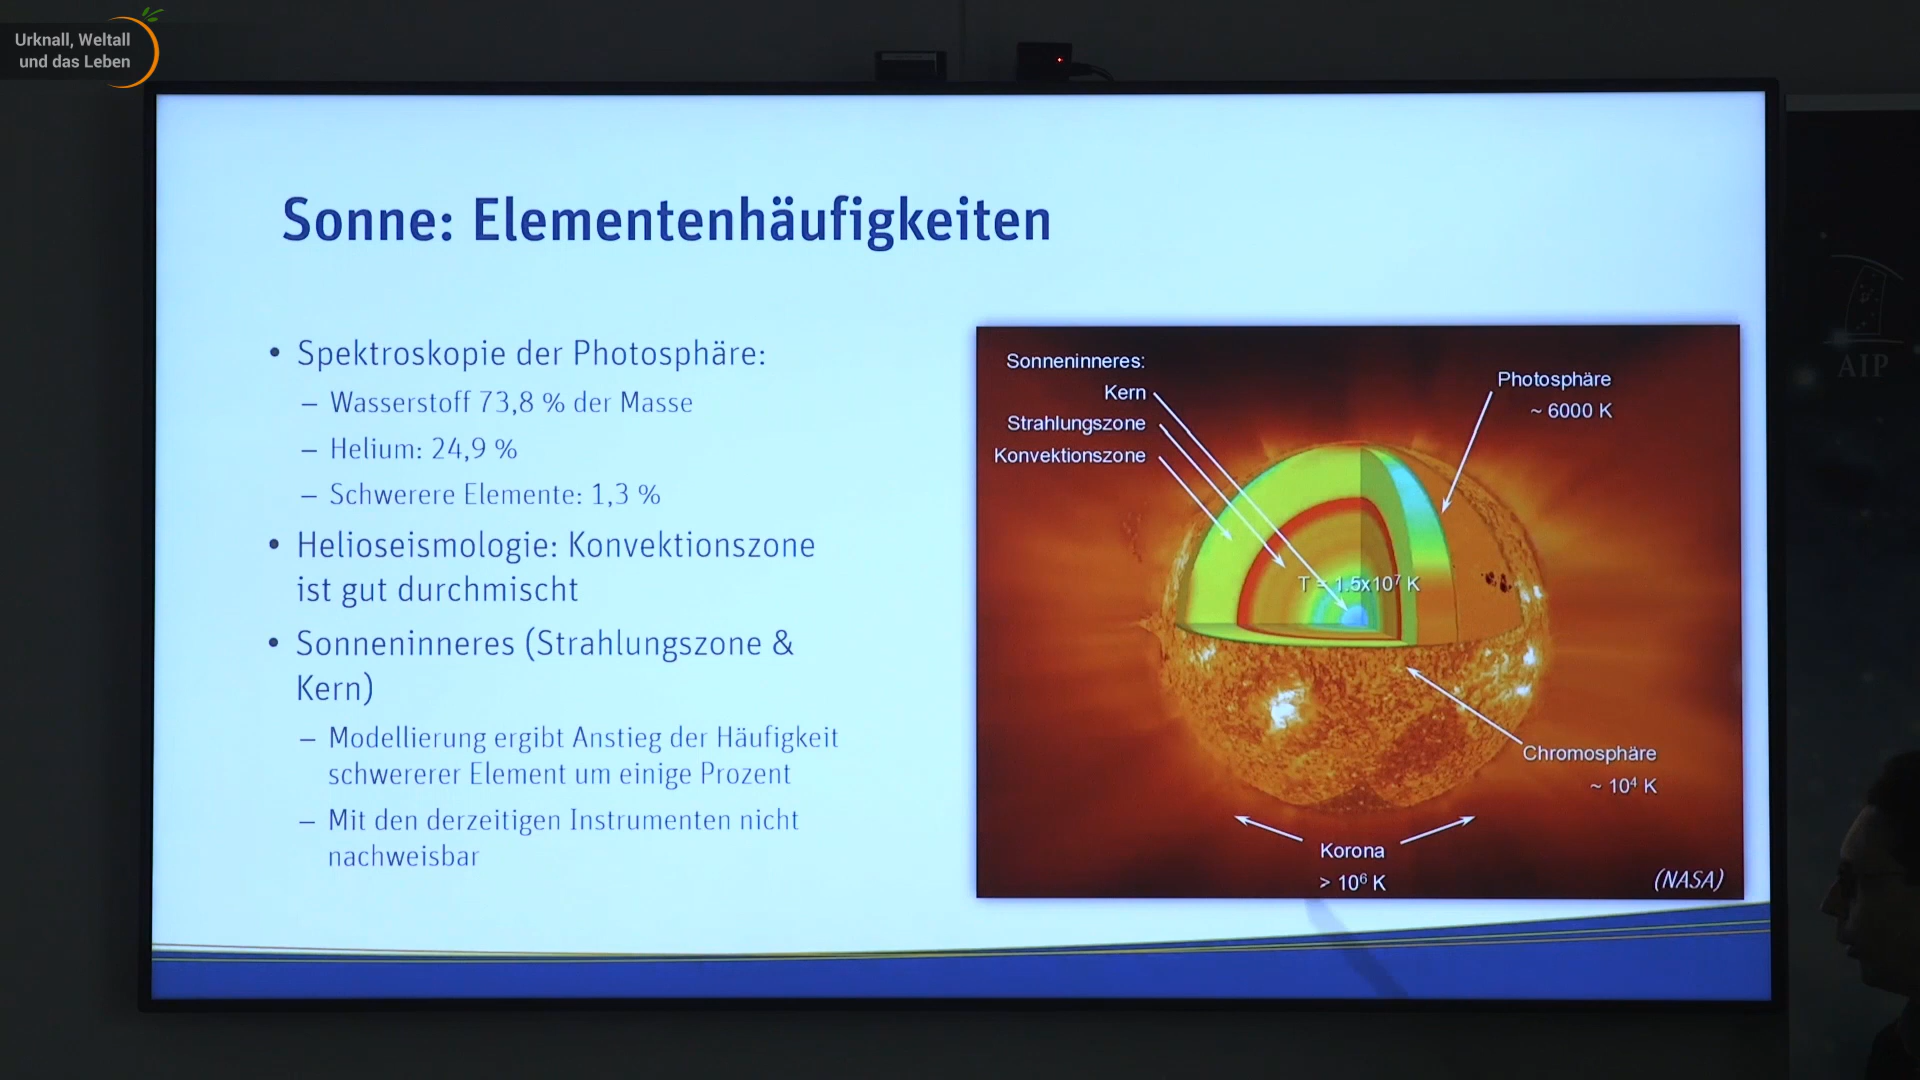 Urknall, Weltall
und das Leben
Sonne: Elementenhäufigkeiten
• Spektroskopie der Photosphäre:
– Wasserstoff 73,8 % der Masse
– Helium: 24,9 %
– Schwerere Elemente: 1,3 %
• Helioseismologie: Konvektionszone
ist gut durchmischt
• Sonneninneres (Strahlungszone &
Kern)
– Modellierung ergibt Anstieg der Häufigkeit
schwererer Element um einige Prozent
– Mit den derzeitigen Instrumenten nicht
nachweisbar
Sonneninneres:
Kern
Strahlungszone
Konvektionszone
Photosphäre
~ 6000 K
T = 1.5x10⁷ K
Chromosphäre
~ 10⁴ K
Korona
> 10⁶ K
(NASA)
AIP